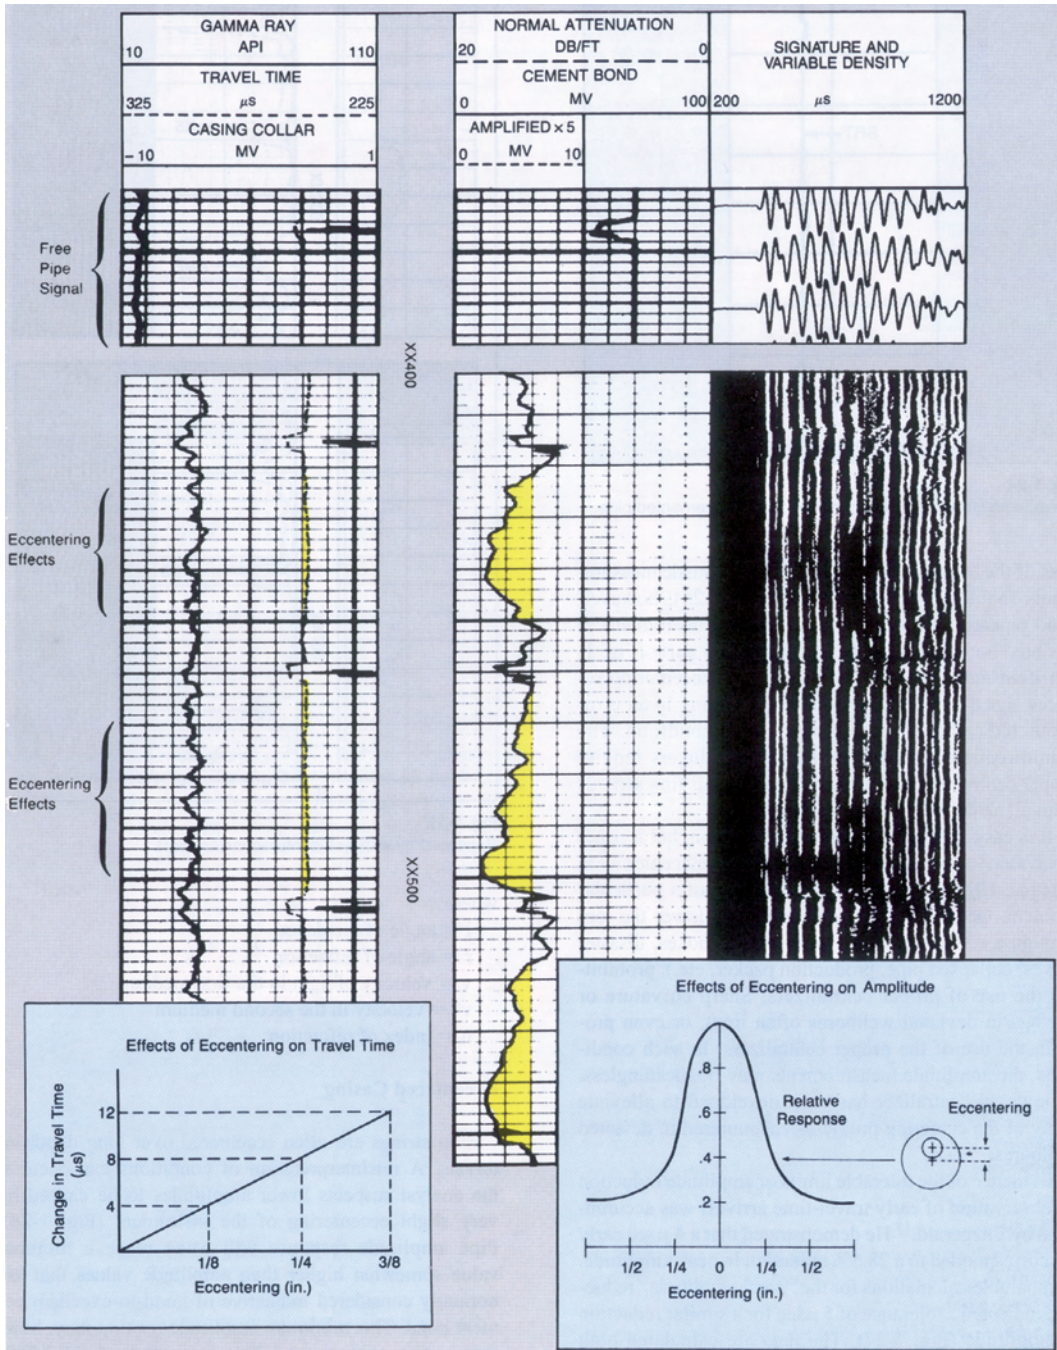 GAMMA RAY
API
10 110
TRAVEL TIME
325 μS 225
CASING COLLAR
MV
– 10 1
NORMAL ATTENUATION
20 DB/FT 0
CEMENT BOND
0 MV 100
AMPLIFIED × 5
0 MV 10
SIGNATURE AND
VARIABLE DENSITY
200 μs 1200
Free
Pipe
Signal
XX400
Eccentering
Effects
Eccentering
Effects
XX500
Effects of Eccentering on Travel Time
Change in Travel Time
(μs)
12
8
4
1/8 1/4 3/8
Eccentering (in.)
Effects of Eccentering on Amplitude
.8
.6
.4
.2
Relative
Response
Eccentering
1/2 1/4 0 1/4 1/2
Eccentering (in.)